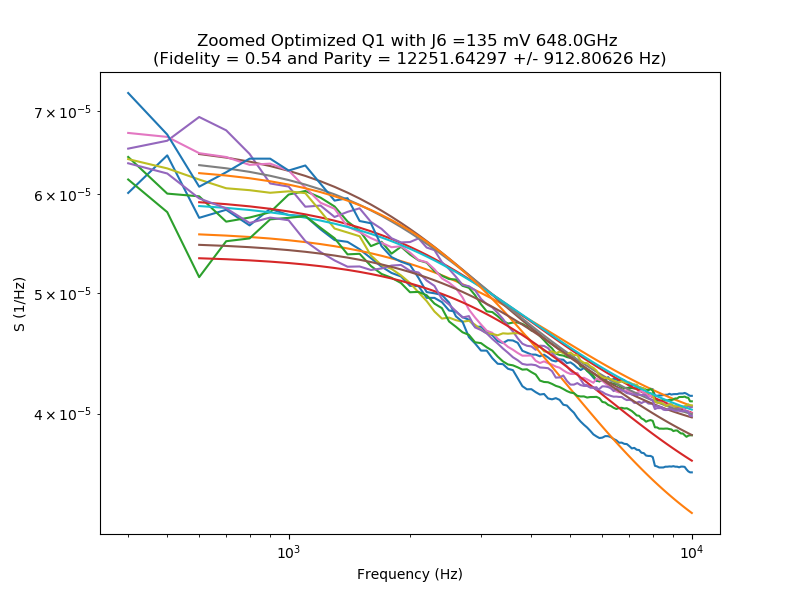 Zoomed Optimized Q1 with J6 =135 mV 648.0GHz
(Fidelity = 0.54 and Parity = 12251.64297 +/- 912.80626 Hz)
7 × 10⁻⁵
6 × 10⁻⁵
5 × 10⁻⁵
4 × 10⁻⁵
S (1/Hz)
10³
10⁴
Frequency (Hz)